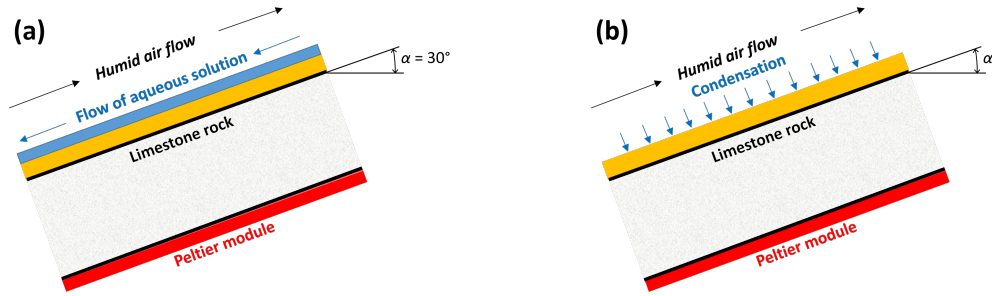 (a)
Humid air flow
Flow of aqueous solution
α = 30°
Limestone rock
Peltier module
(b)
Humid air flow
Condensation
α
Limestone rock
Peltier module